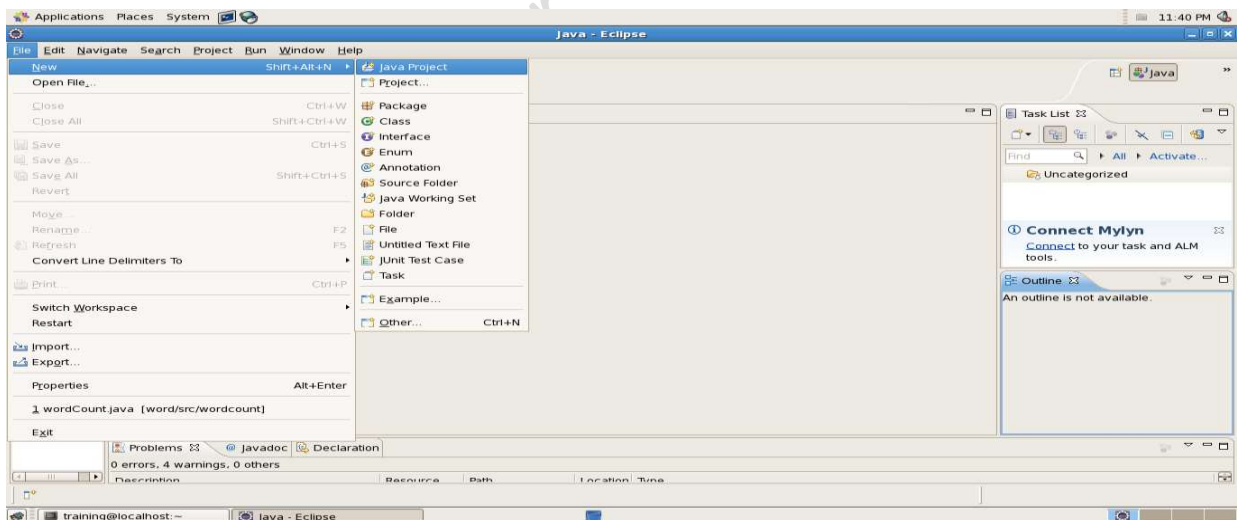 Applications Places System 11:40 PM
Java - Eclipse
File Edit Navigate Search Project Run Window Help
New Shift+Alt+N
Open File...
Close Ctrl+W
Close All Shift+Ctrl+W
Save Ctrl+S
Save As...
Save All Shift+Ctrl+S
Revert
Move...
Rename... F2
Refresh F5
Convert Line Delimiters To
Print... Ctrl+P
Switch Workspace
Restart
Import...
Export...
Properties Alt+Enter
1 wordCount.java [word/src/wordcount]
Exit
Java Project
Project...
Package
Class
Interface
Enum
Annotation
Source Folder
Java Working Set
Folder
File
Untitled Text File
JUnit Test Case
Task
Example...
Other... Ctrl+N
Java
Task List
Find All Activate...
Uncategorized
Connect Mylyn
Connect to your task and ALM
tools.
Outline
An outline is not available.
Problems @ Javadoc Declaration
0 errors, 4 warnings, 0 others
Description Resource Path Location Type
training@localhost:~ Java - Eclipse